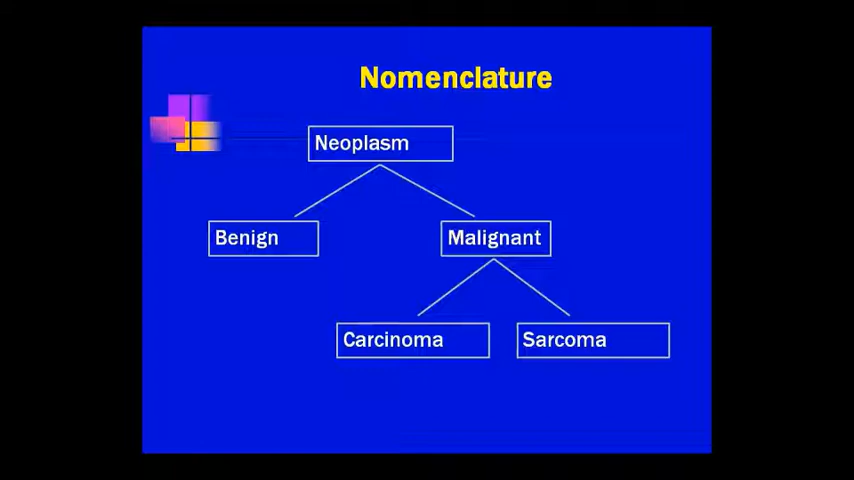 Nomenclature
Neoplasm
Benign
Malignant
Carcinoma
Sarcoma